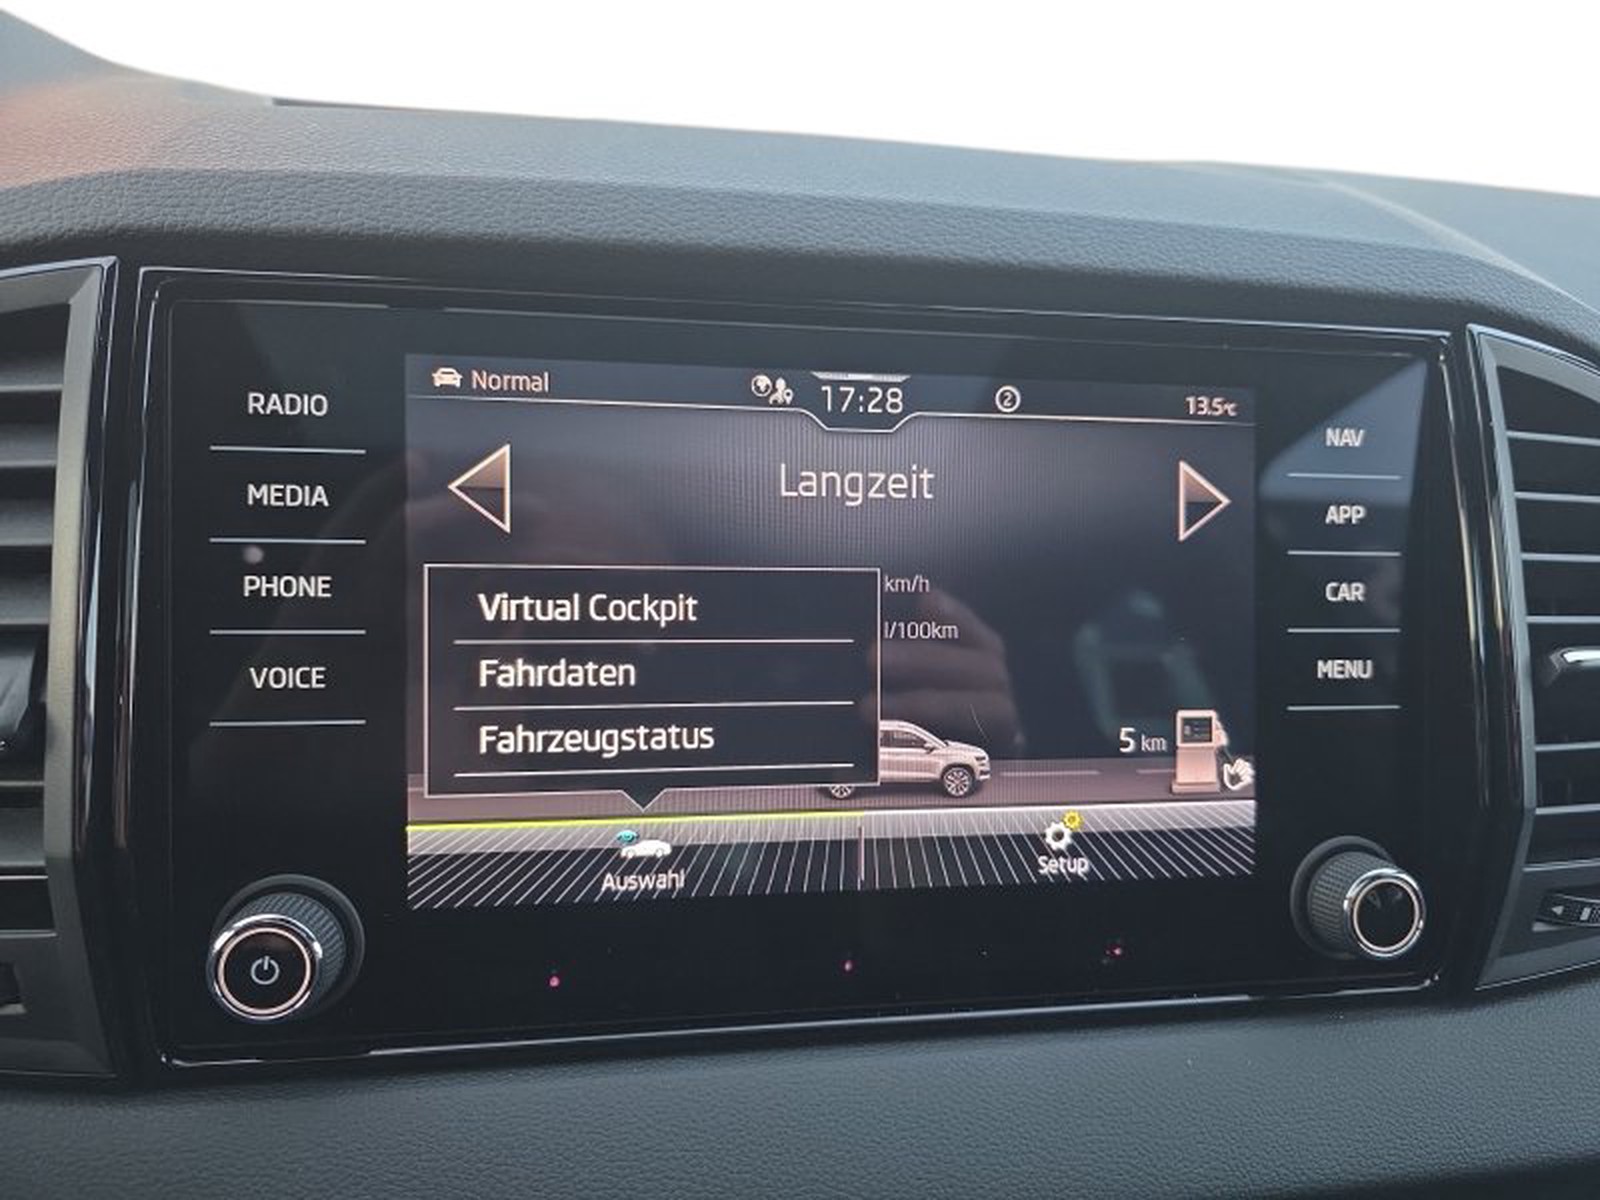 RADIO
MEDIA
PHONE
VOICE
Normal
17:28
2
13.5°C
Langzeit
km/h
l/100km
Virtual Cockpit
Fahrdaten
Fahrzeugstatus
5 km
Auswahl
Setup
NAV
APP
CAR
MENU